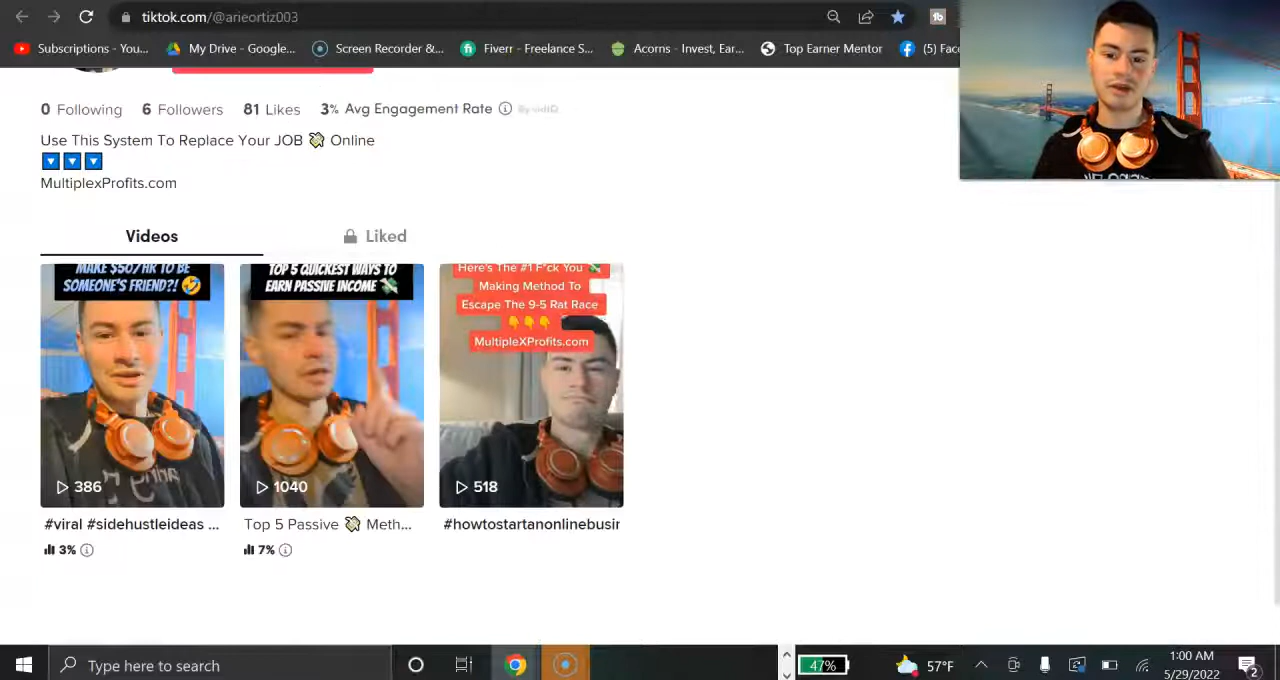 tiktok.com/@arieortiz003
Subscriptions - You...
My Drive - Google...
Screen Recorder &...
Fiverr - Freelance S...
Acorns - Invest, Ear...
Top Earner Mentor
(5) Fac
0 Following 6 Followers 81 Likes 3% Avg Engagement Rate By vidIQ
Use This System To Replace Your JOB 💸 Online
MultiplexProfits.com
Videos
Liked
MAKE $50/HR TO BE
SOMEONE'S FRIEND?! 🤣
386
#viral #sidehustleideas ...
3%
TOP 5 QUICKEST WAYS TO
EARN PASSIVE INCOME 💸
1040
Top 5 Passive 💸 Meth...
7%
Here's The #1 F*ck You 💸
Making Method To
Escape The 9-5 Rat Race
👇👇👇
MultipleXProfits.com
518
#howtostartanonlinebusir
Type here to search
47%
57°F
1:00 AM
5/29/2022
2